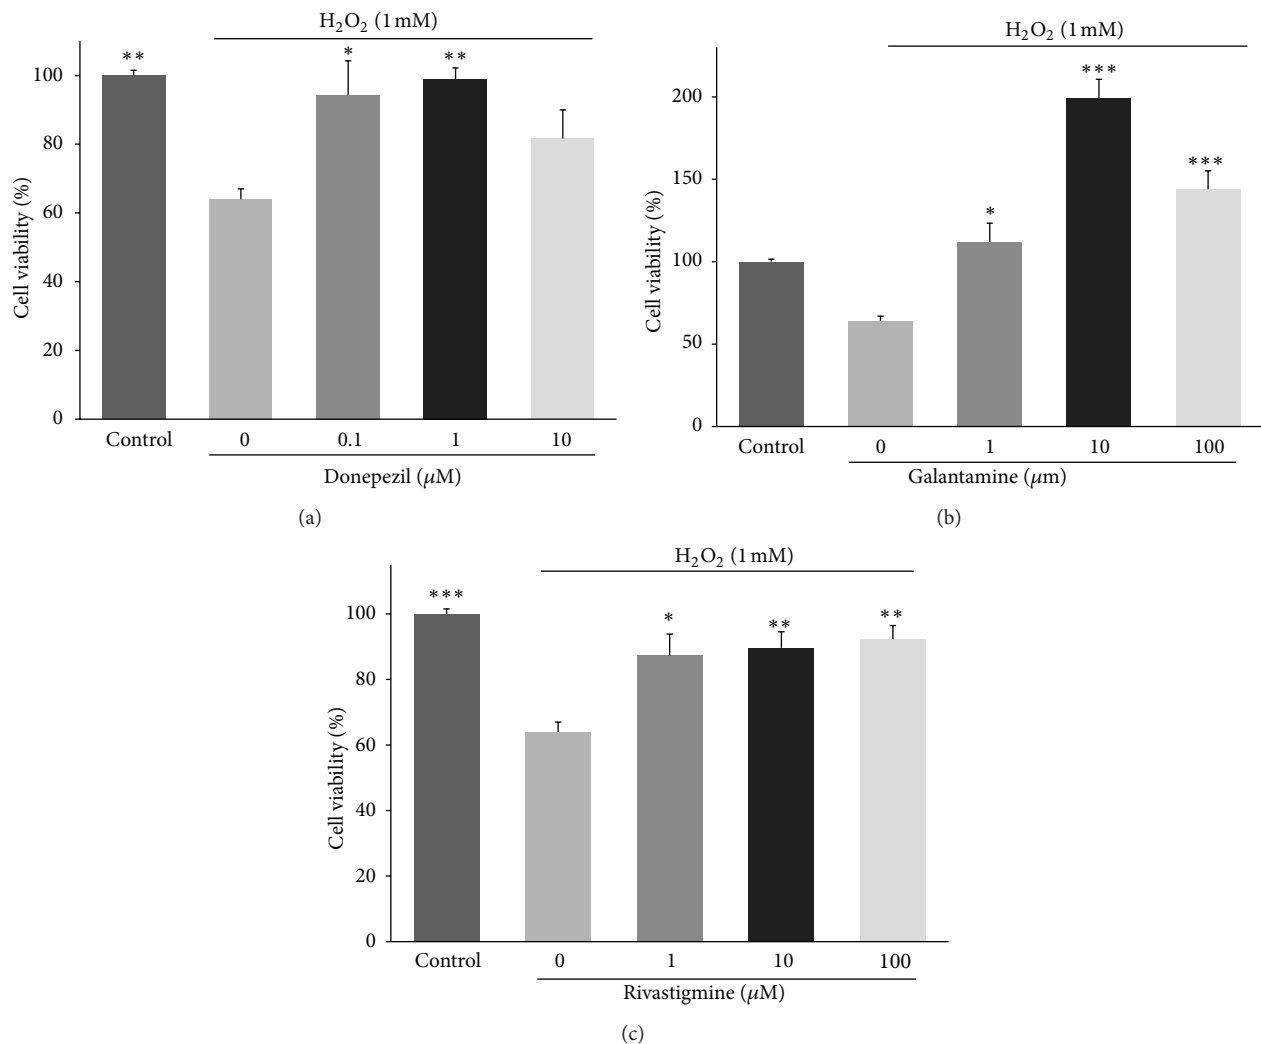 H₂O₂ (1 mM)
** * **
100
80
60
40
20
0
Cell viability (%)
Control 0 0.1 1 10
Donepezil (μM)
(a)
H₂O₂ (1 mM)
* *** ***
200
150
100
50
0
Cell viability (%)
Control 0 1 10 100
Galantamine (μm)
(b)
H₂O₂ (1 mM)
*** * ** **
100
80
60
40
20
0
Cell viability (%)
Control 0 1 10 100
Rivastigmine (μM)
(c)